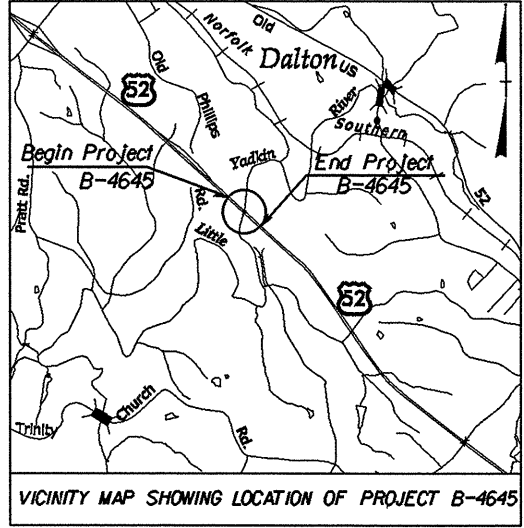 Old
Norfolk
Dalton
US
Old
52
Phillips
River
Southern
Begin Project
B-4645
Yadkin
End Project
B-4645
Pratt Rd.
Rd.
Little
52
52
Church
Trinity
Rd.
VICINITY MAP SHOWING LOCATION OF PROJECT B-4645